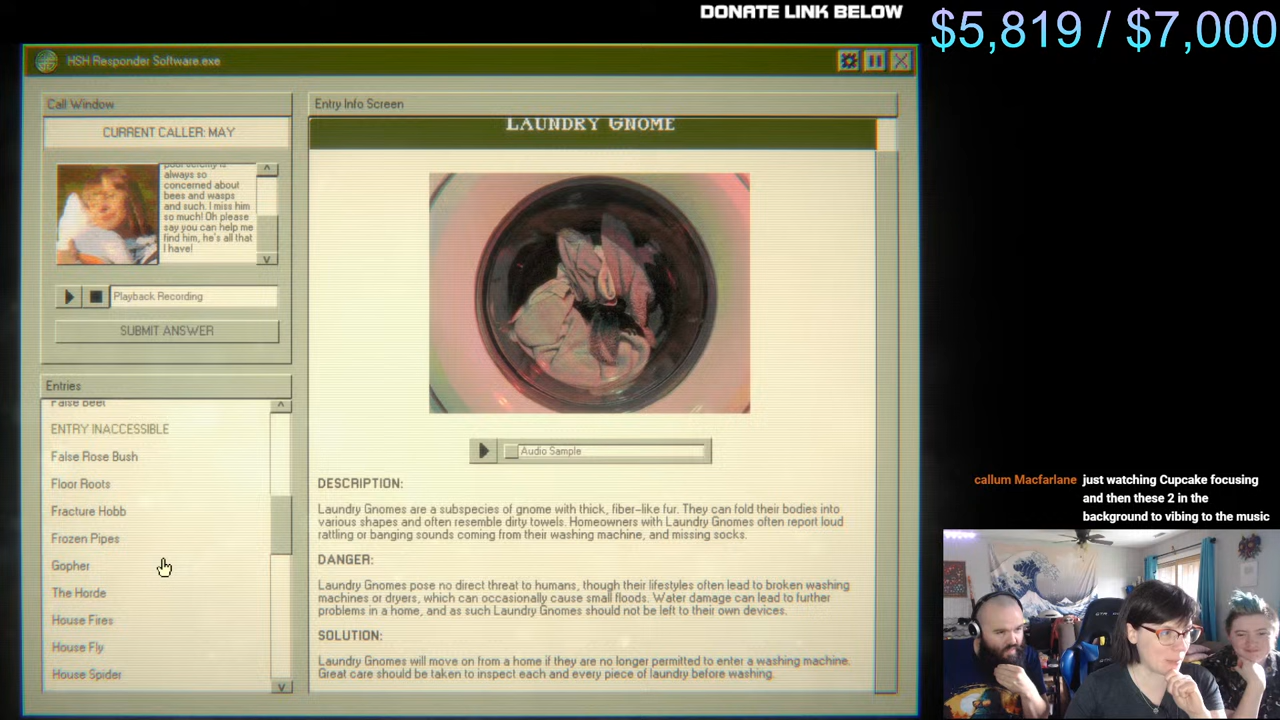 DONATE LINK BELOW
$5,819 / $7,000
HSH Responder Software.exe
Call Window
CURRENT CALLER: MAY
always so
concerned about
bees and wasps
and such. I miss him
so much! Oh please
say you can help me
find him, he's all that
I have!
Playback Recording
SUBMIT ANSWER
Entries
False Beet
ENTRY INACCESSIBLE
False Rose Bush
Floor Roots
Fracture Hobb
Frozen Pipes
Gopher
The Horde
House Fires
House Fly
House Spider
Entry Info Screen
LAUNDRY GNOME
Audio Sample
DESCRIPTION:
Laundry Gnomes are a subspecies of gnome with thick, fiber-like fur. They can fold their bodies into
various shapes and often resemble dirty towels. Homeowners with Laundry Gnomes often report loud
rattling or banging sounds coming from their washing machine, and missing socks.
DANGER:
Laundry Gnomes pose no direct threat to humans, though their lifestyles often lead to broken washing
machines or dryers, which can occasionally cause small floods. Water damage can lead to further
problems in a home, and as such Laundry Gnomes should not be left to their own devices.
SOLUTION:
Laundry Gnomes will move on from a home if they are no longer permitted to enter a washing machine.
Great care should be taken to inspect each and every piece of laundry before washing.
callum Macfarlane just watching Cupcake focusing
and then these 2 in the
background to vibing to the music